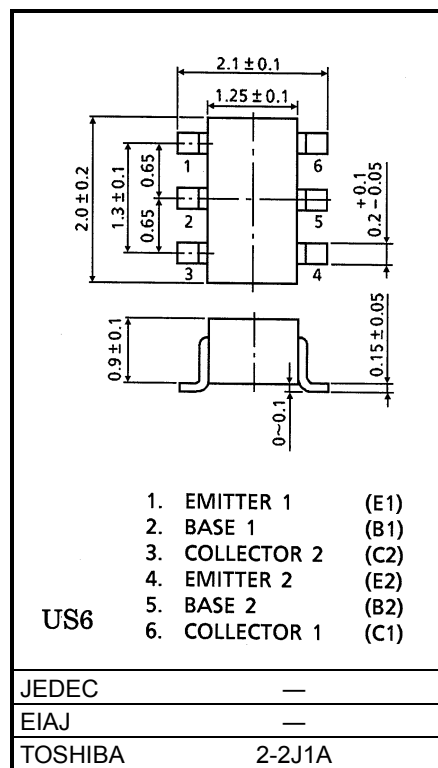 2.1±0.1
1.25±0.1
1
6
2
5
3
4
2.0±0.2
1.3±0.1
0.65
0.65
+0.1
0.2-0.05
0.9±0.1
0.15±0.05
0~0.1
1. EMITTER 1 (E1)
2. BASE 1 (B1)
3. COLLECTOR 2 (C2)
4. EMITTER 2 (E2)
5. BASE 2 (B2)
6. COLLECTOR 1 (C1)
US6
JEDEC —
EIAJ —
TOSHIBA 2-2J1A